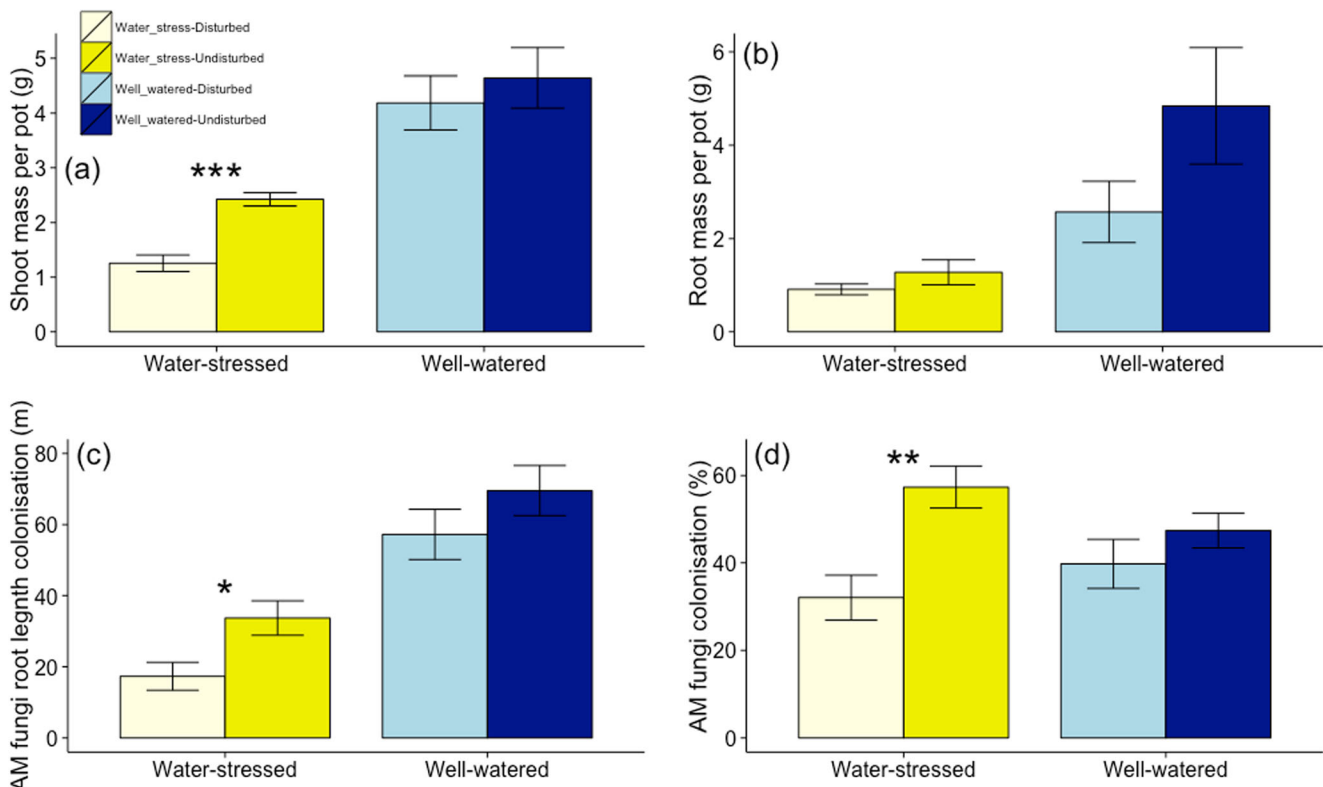 Water_stress-Disturbed
Water_stress-Undisturbed
Well_watered-Disturbed
Well_watered-Undisturbed
(a)
***
Shoot mass per pot (g)
5
4
3
2
1
0
Water-stressed Well-watered
(b)
Root mass per pot (g)
6
4
2
0
Water-stressed Well-watered
(c)
*
AM fungi root legnth colonisation (m)
80
60
40
20
0
Water-stressed Well-watered
(d)
**
AM fungi colonisation (%)
60
40
20
0
Water-stressed Well-watered